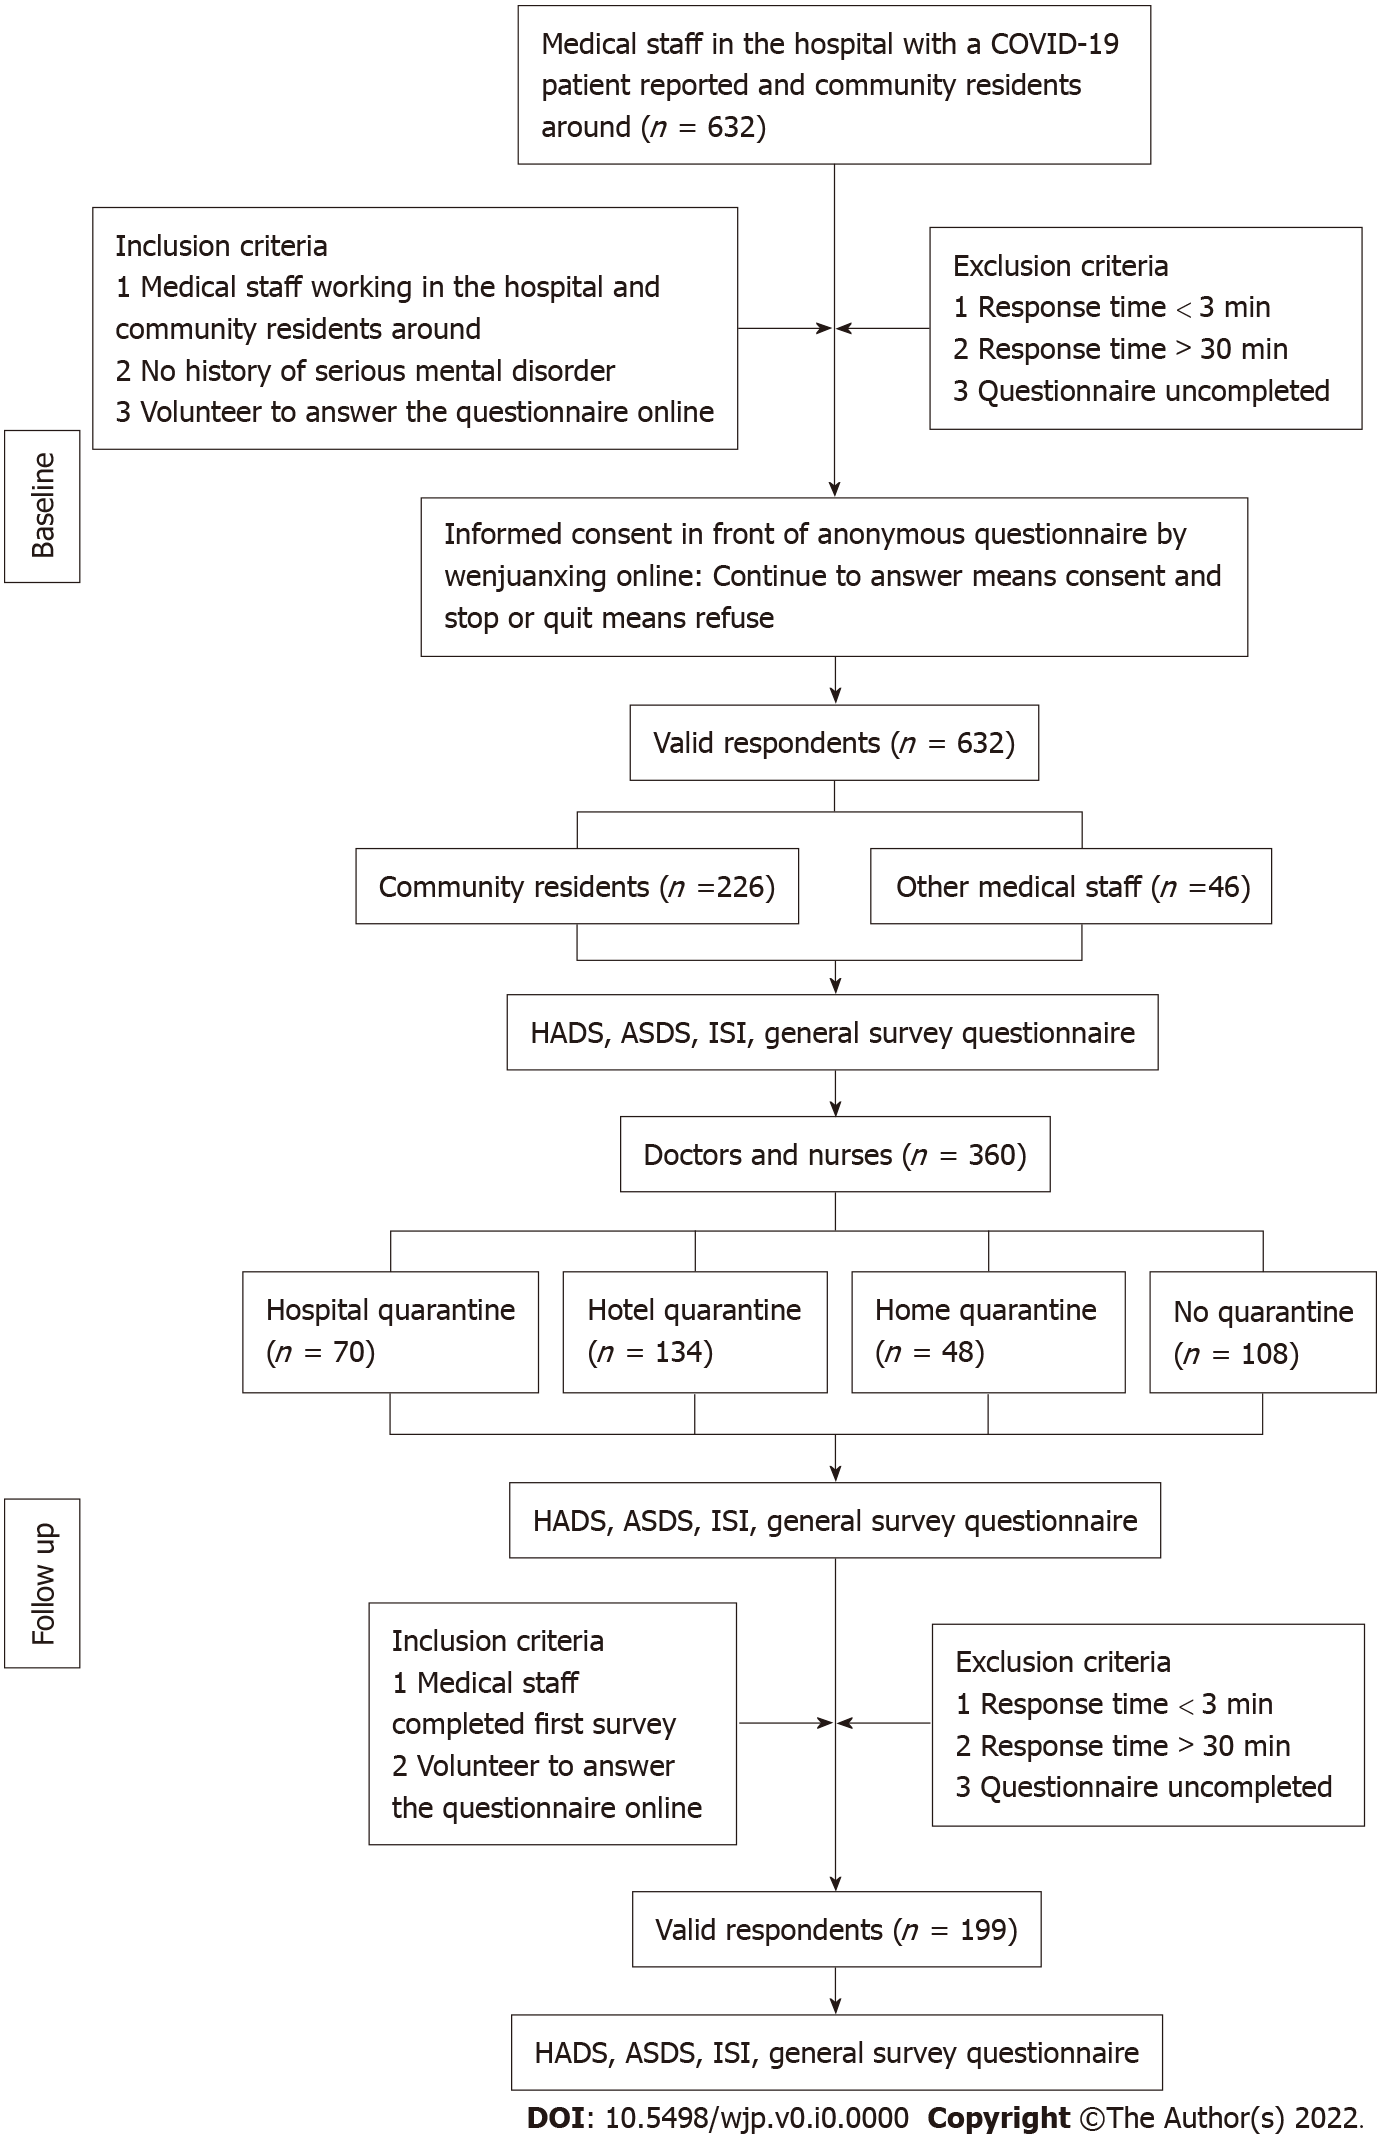 Medical staff in the hospital with a COVID-19
patient reported and community residents
around (n = 632)
Inclusion criteria
1 Medical staff working in the hospital and
community residents around
2 No history of serious mental disorder
3 Volunteer to answer the questionnaire online
Exclusion criteria
1 Response time < 3 min
2 Response time > 30 min
3 Questionnaire uncompleted
Baseline
Informed consent in front of anonymous questionnaire by
wenjuanxing online: Continue to answer means consent and
stop or quit means refuse
Valid respondents (n = 632)
Community residents (n =226)
Other medical staff (n =46)
HADS, ASDS, ISI, general survey questionnaire
Doctors and nurses (n = 360)
Hospital quarantine
(n = 70)
Hotel quarantine
(n = 134)
Home quarantine
(n = 48)
No quarantine
(n = 108)
HADS, ASDS, ISI, general survey questionnaire
Follow up
Inclusion criteria
1 Medical staff
completed first survey
2 Volunteer to answer
the questionnaire online
Exclusion criteria
1 Response time < 3 min
2 Response time > 30 min
3 Questionnaire uncompleted
Valid respondents (n = 199)
HADS, ASDS, ISI, general survey questionnaire
DOI: 10.5498/wjp.v0.i0.0000 Copyright ©The Author(s) 2022.